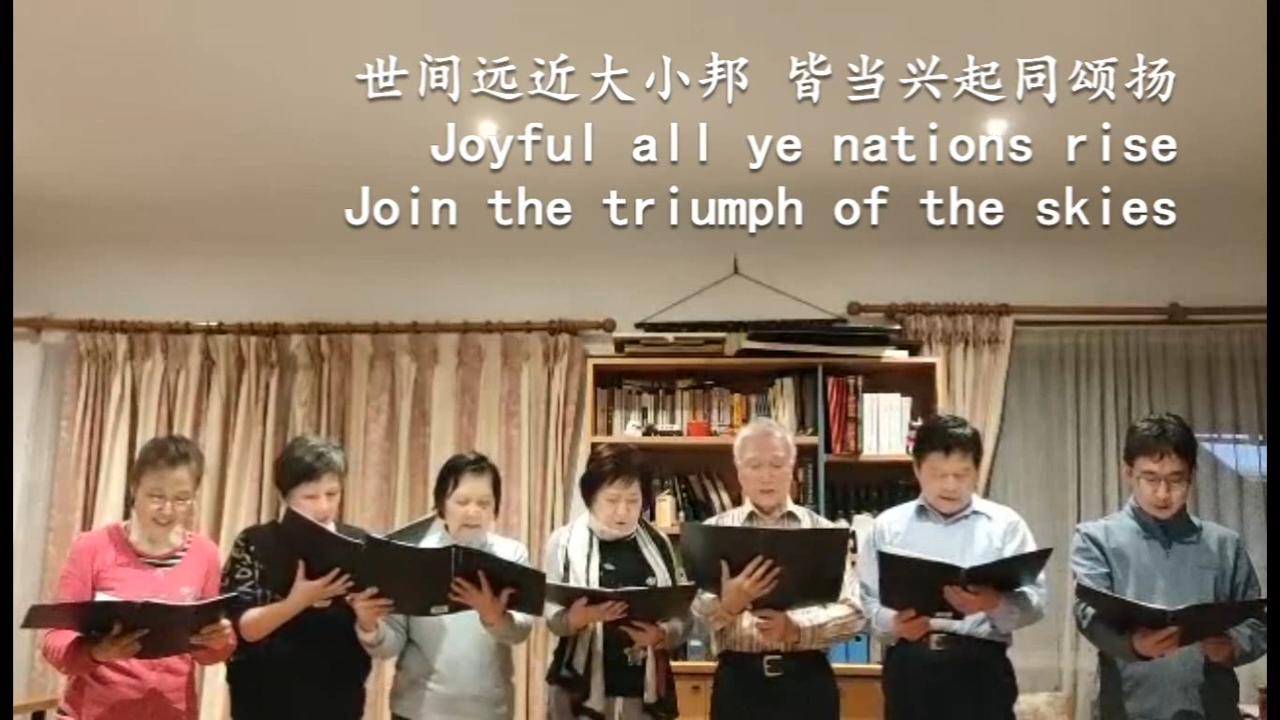 世间远近大小邦 皆当兴起同颂扬
Joyful all ye nations rise
Join the triumph of the skies